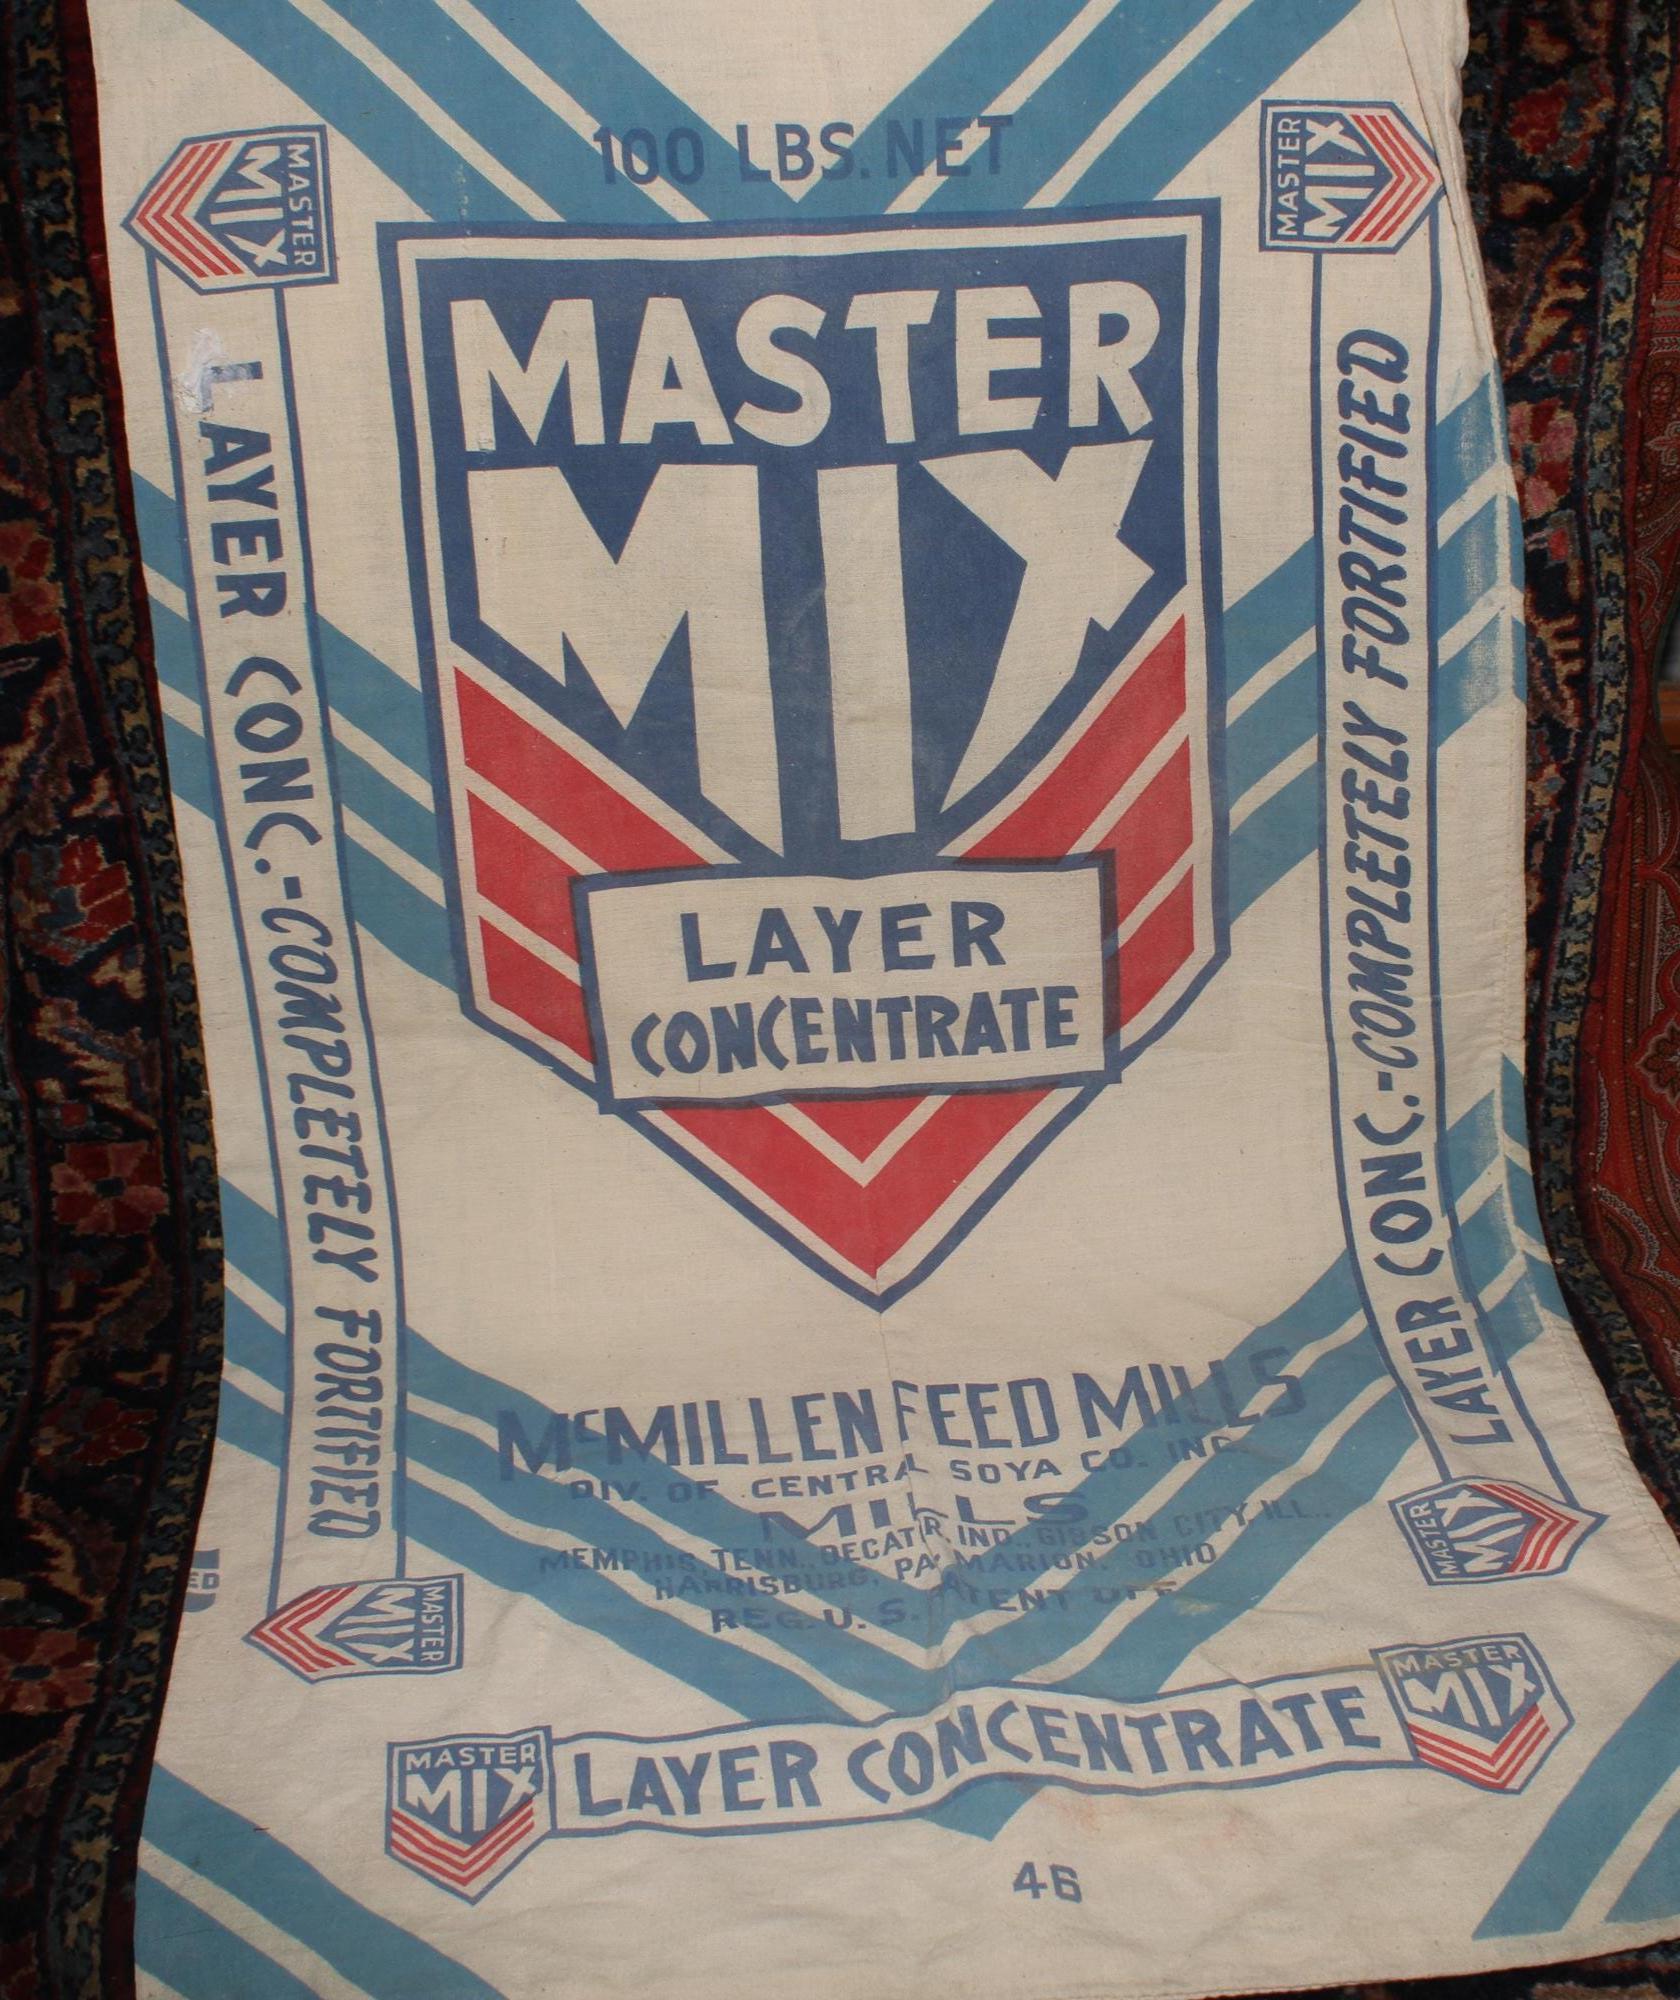 100 LBS. NET
MASTER
MIX
MASTER
MIX
MASTER
MIX
LAYER CONC.-COMPLETELY FORTIFIED
LAYER CONC.-COMPLETELY FORTIFIED
LAYER
CONCENTRATE
McMILLEN FEED MILLS
DIV. OF CENTRAL SOYA CO. INC.
MILLS
MEMPHIS, TENN., DECATR, IND., GIBSON CITY, ILL.,
HARRISBURG, PA. MARION, OHIO
REG. U. S. PATENT OFF.
MASTER
MIX
MASTER
MIX
ED
MASTER
MIX
LAYER CONCENTRATE
MASTER
MIX
46